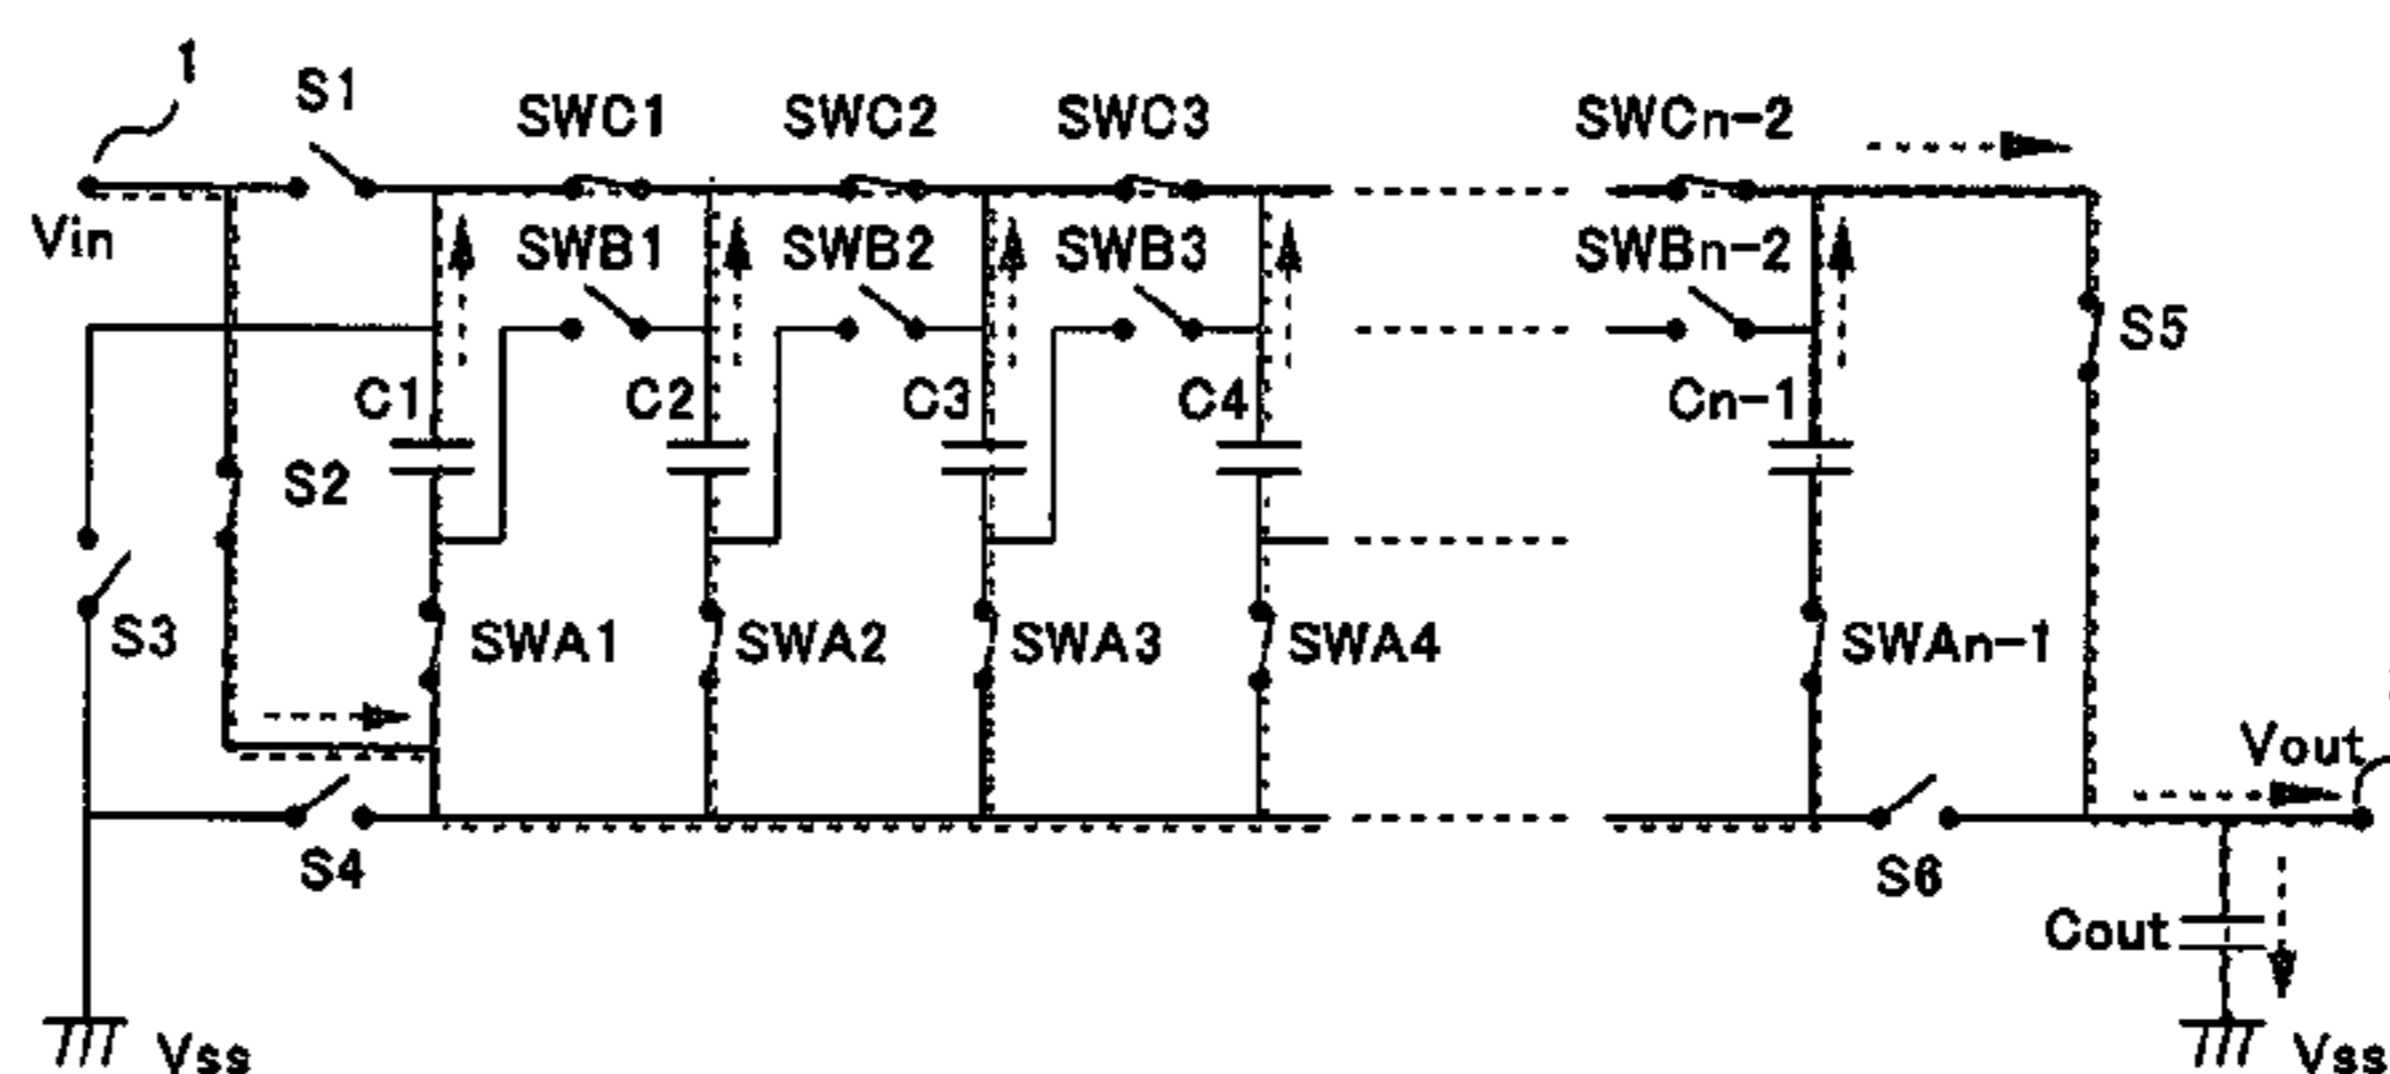 1
S1
SWC1 SWC2 SWC3 SWCn-2
Vin
SWB1 SWB2 SWB3 SWBn-2
S5
C1 C2 C3 C4 Cn-1
S2
S3 SWA1 SWA2 SWA3 SWA4 SWAn-1
Vout
S4 S6
Cout
Vss Vss